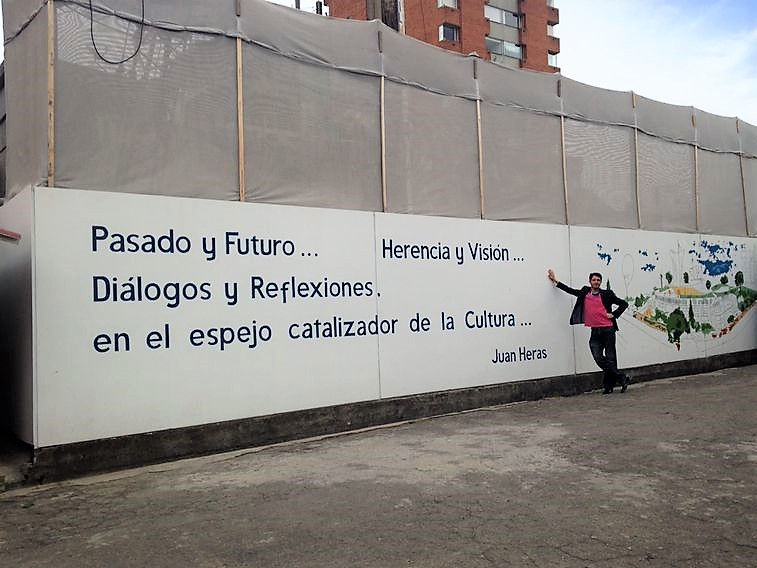 Pasado y Futuro ... Herencia y Visión ...
Diálogos y Reflexiones,
en el espejo catalizador de la Cultura ...
Juan Heras